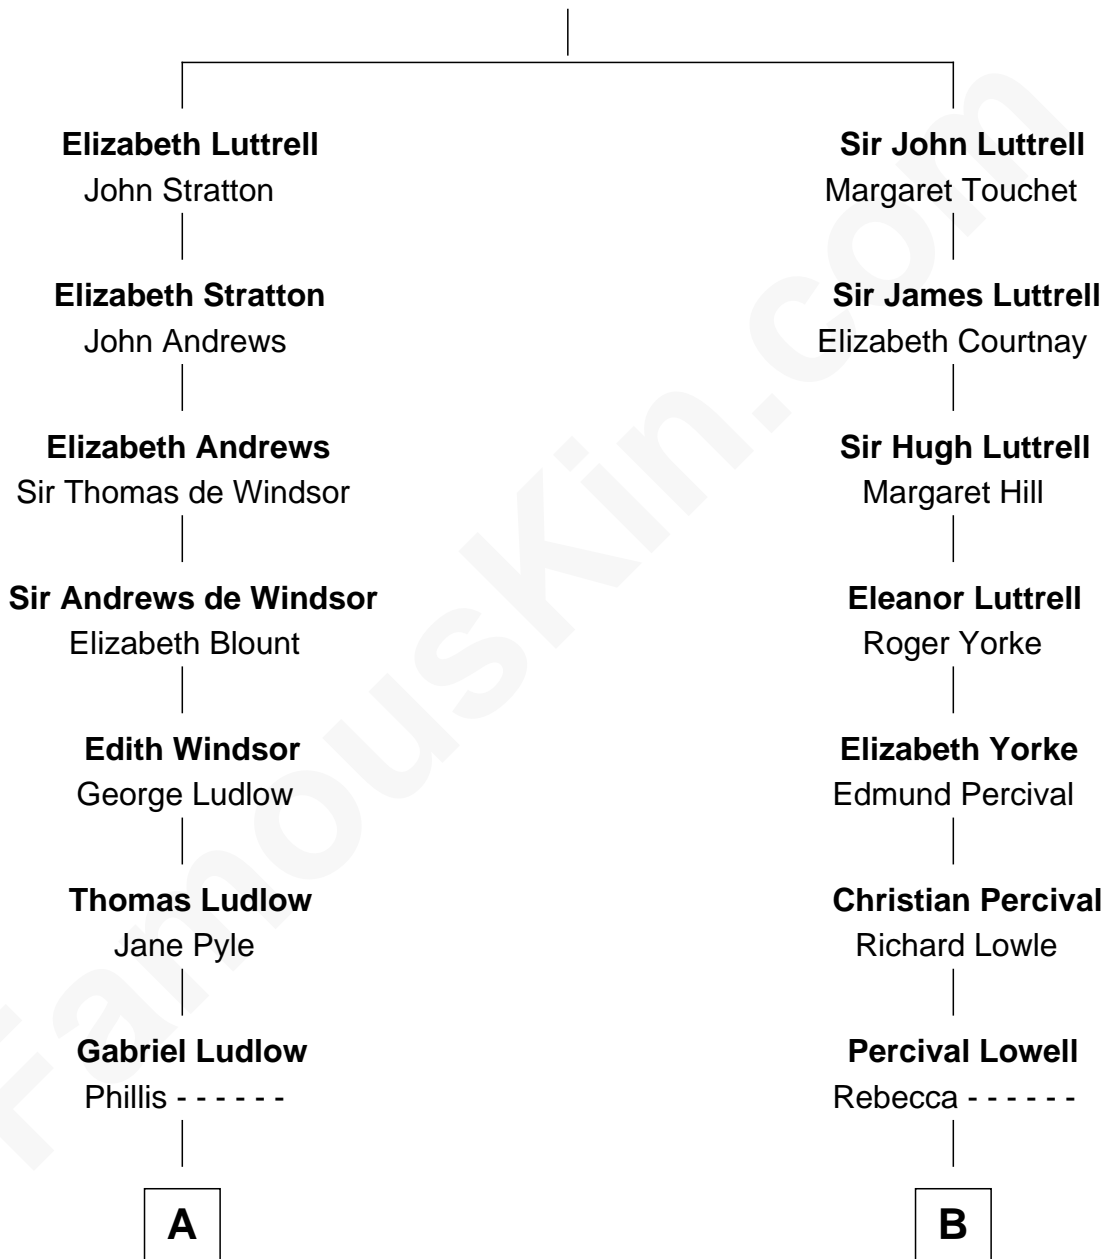 Elizabeth Luttrell
John Stratton
Elizabeth Stratton
John Andrews
Elizabeth Andrews
Sir Thomas de Windsor
Sir Andrews de Windsor
Elizabeth Blount
Edith Windsor
George Ludlow
Thomas Ludlow
Jane Pyle
Gabriel Ludlow
Phillis - - - - - -
A
Sir John Luttrell
Margaret Touchet
Sir James Luttrell
Elizabeth Courtnay
Sir Hugh Luttrell
Margaret Hill
Eleanor Luttrell
Roger Yorke
Elizabeth Yorke
Edmund Percival
Christian Percival
Richard Lowle
Percival Lowell
Rebecca - - - - - -
B
FamousKin.com